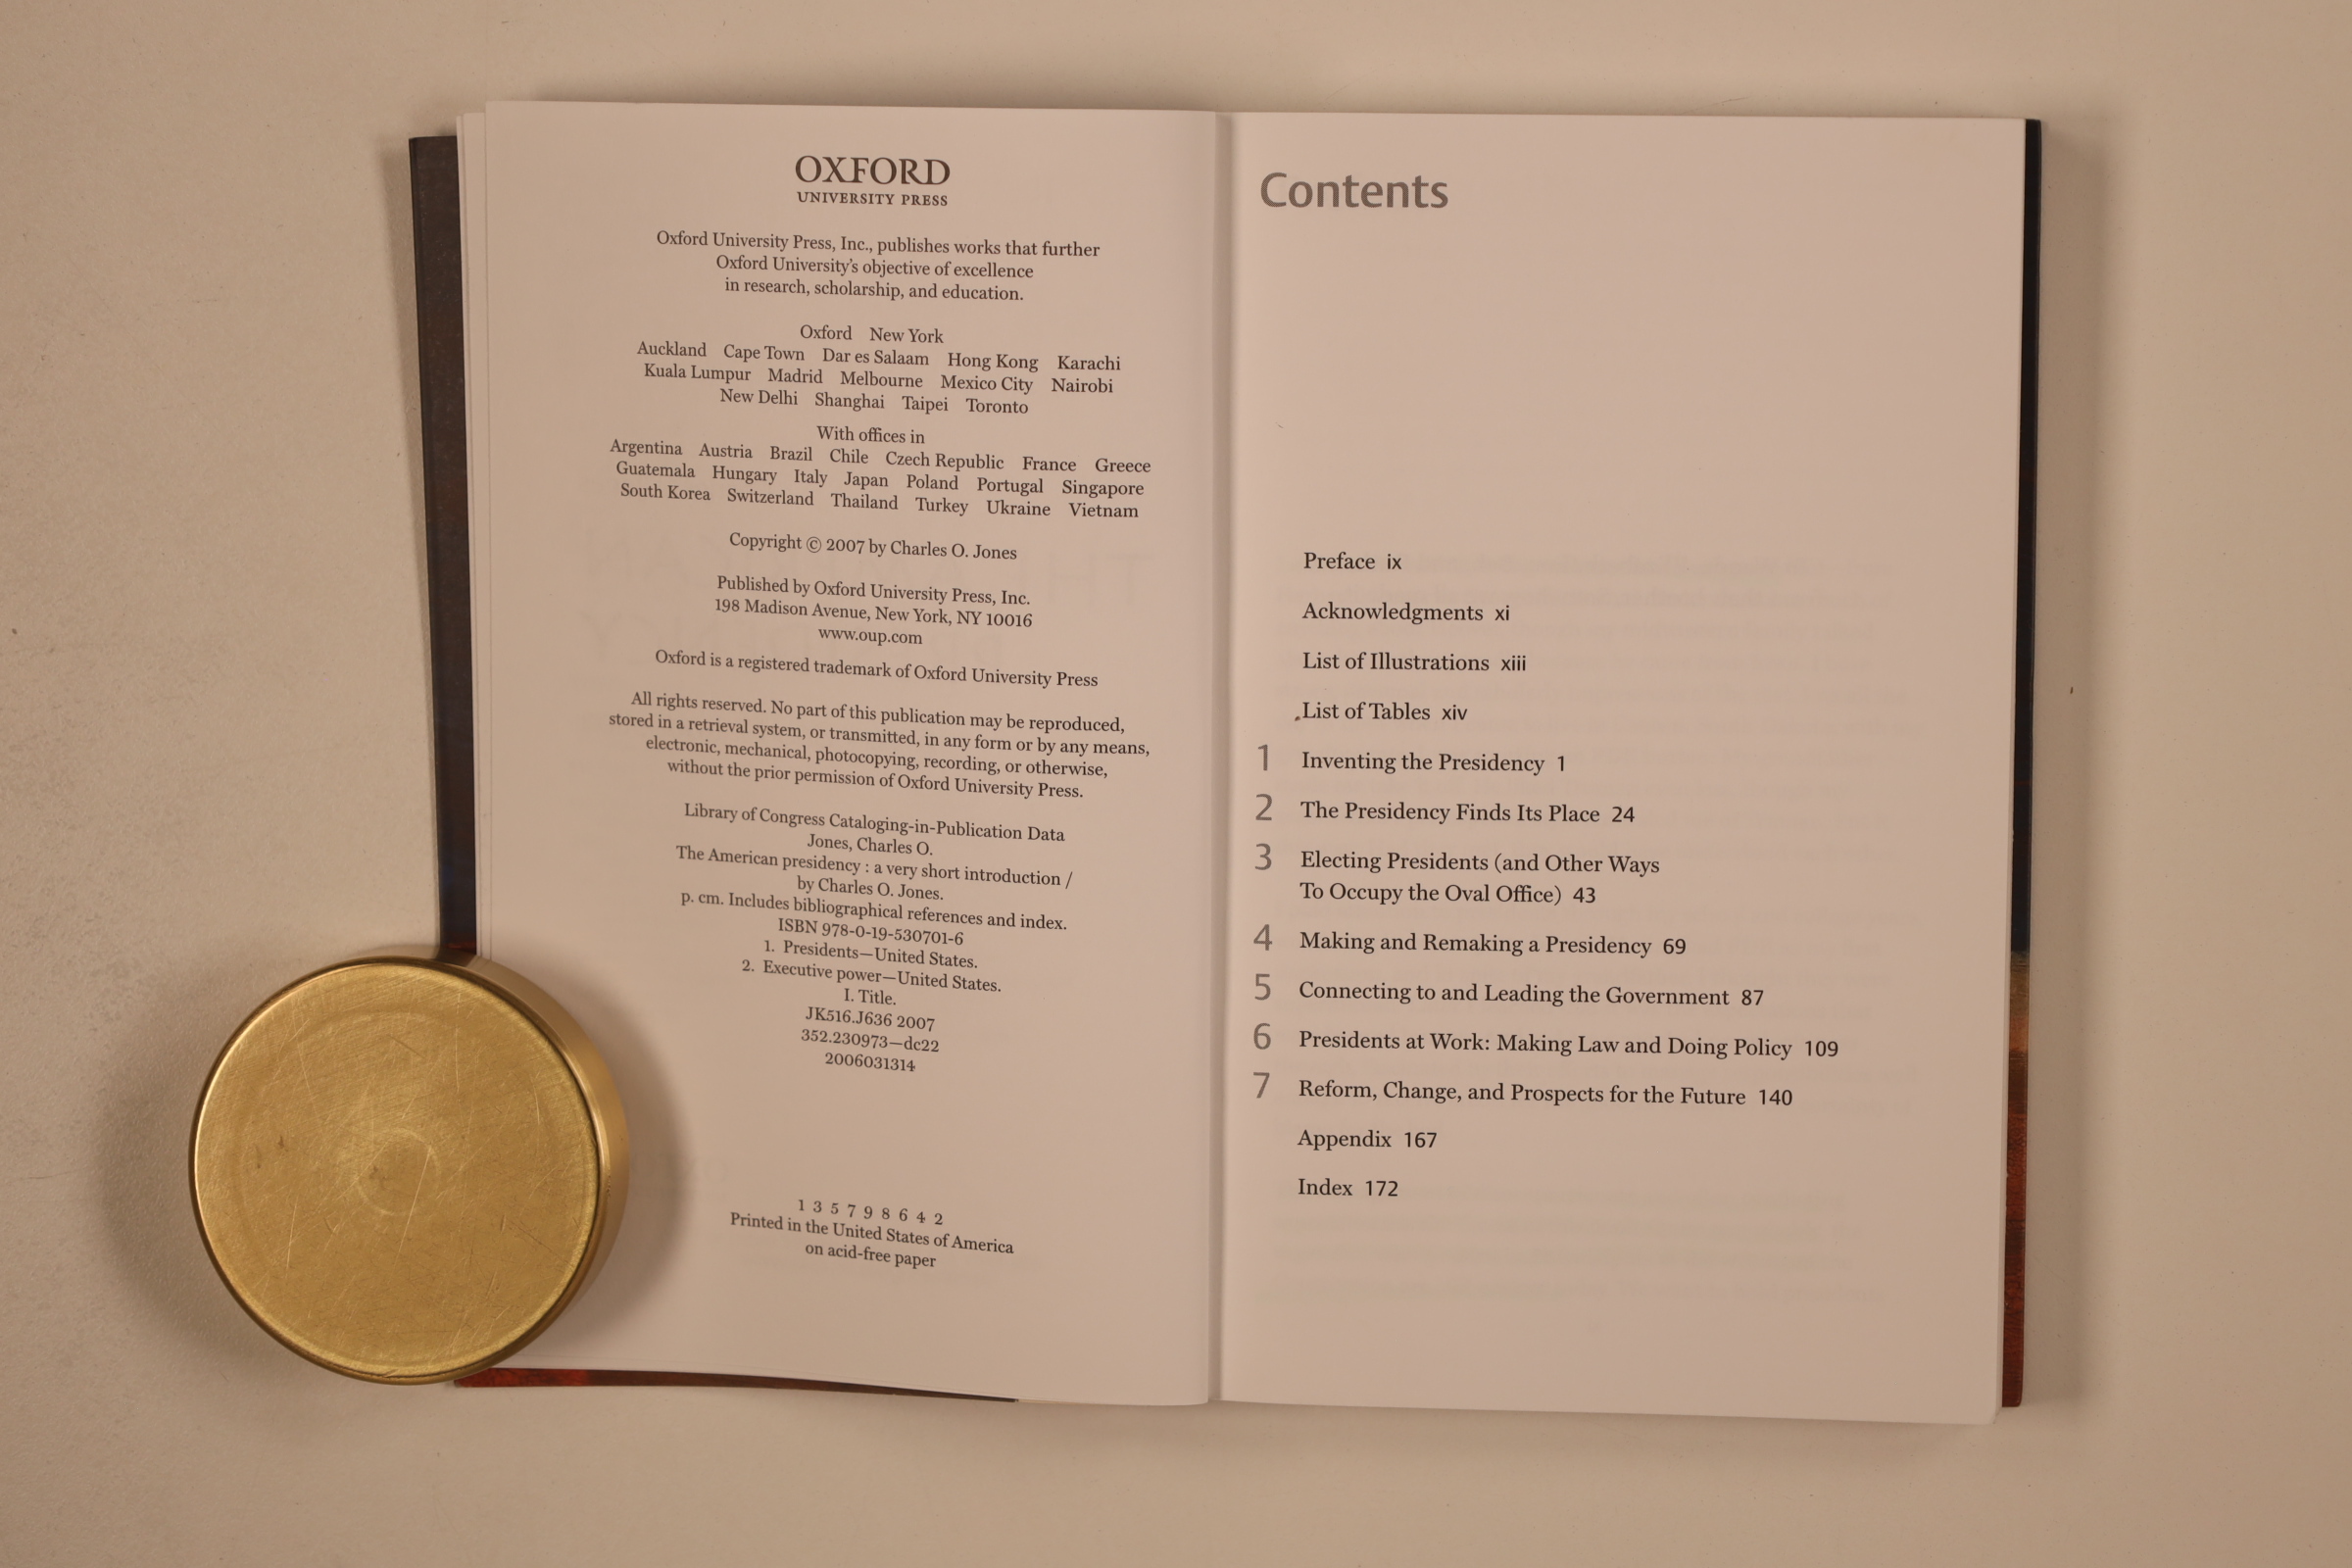 OXFORD
UNIVERSITY PRESS
Oxford University Press, Inc., publishes works that further
Oxford University's objective of excellence
in research, scholarship, and education.
Oxford New York
Auckland Cape Town Dar es Salaam Hong Kong Karachi
Kuala Lumpur Madrid Melbourne Mexico City Nairobi
New Delhi Shanghai Taipei Toronto
With offices in
Argentina Austria Brazil Chile Czech Republic France Greece
Guatemala Hungary Italy Japan Poland Portugal Singapore
South Korea Switzerland Thailand Turkey Ukraine Vietnam
Copyright © 2007 by Charles O. Jones
Published by Oxford University Press, Inc.
198 Madison Avenue, New York, NY 10016
www.oup.com
Oxford is a registered trademark of Oxford University Press
All rights reserved. No part of this publication may be reproduced,
stored in a retrieval system, or transmitted, in any form or by any means,
electronic, mechanical, photocopying, recording, or otherwise,
without the prior permission of Oxford University Press.
Library of Congress Cataloging-in-Publication Data
Jones, Charles O.
The American presidency : a very short introduction /
by Charles O. Jones.
p. cm. Includes bibliographical references and index.
ISBN 978-0-19-530701-6
1. Presidents—United States.
2. Executive power—United States.
I. Title.
JK516.J636 2007
352.230973—dc22
2006031314
1 3 5 7 9 8 6 4 2
Printed in the United States of America
on acid-free paper
Contents
Preface ix
Acknowledgments xi
List of Illustrations xiii
List of Tables xiv
1 Inventing the Presidency 1
2 The Presidency Finds Its Place 24
3 Electing Presidents (and Other Ways
To Occupy the Oval Office) 43
4 Making and Remaking a Presidency 69
5 Connecting to and Leading the Government 87
6 Presidents at Work: Making Law and Doing Policy 109
7 Reform, Change, and Prospects for the Future 140
Appendix 167
Index 172